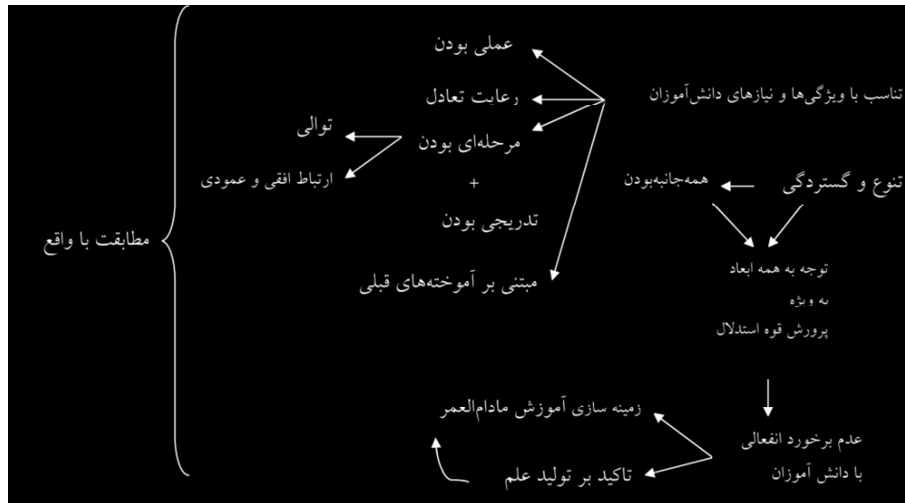 عملی بودن
تناسب با ویژگی‌ها و نیازهای دانش‌آموزان
رعایت تعادل
توالی
مرحله‌ای بودن
ارتباط افقی و عمودی
+
همه‌جانبه‌بودن
تنوع و گستردگی
تدریجی بودن
مطابقت با واقع
مبتنی بر آموخته‌های قبلی
توجه به همه ابعاد
به ویژه
پرورش قوه استدلال
زمینه سازی آموزش مادام‌العمر
عدم برخورد انفعالی
با دانش آموزان
تاکید بر تولید علم